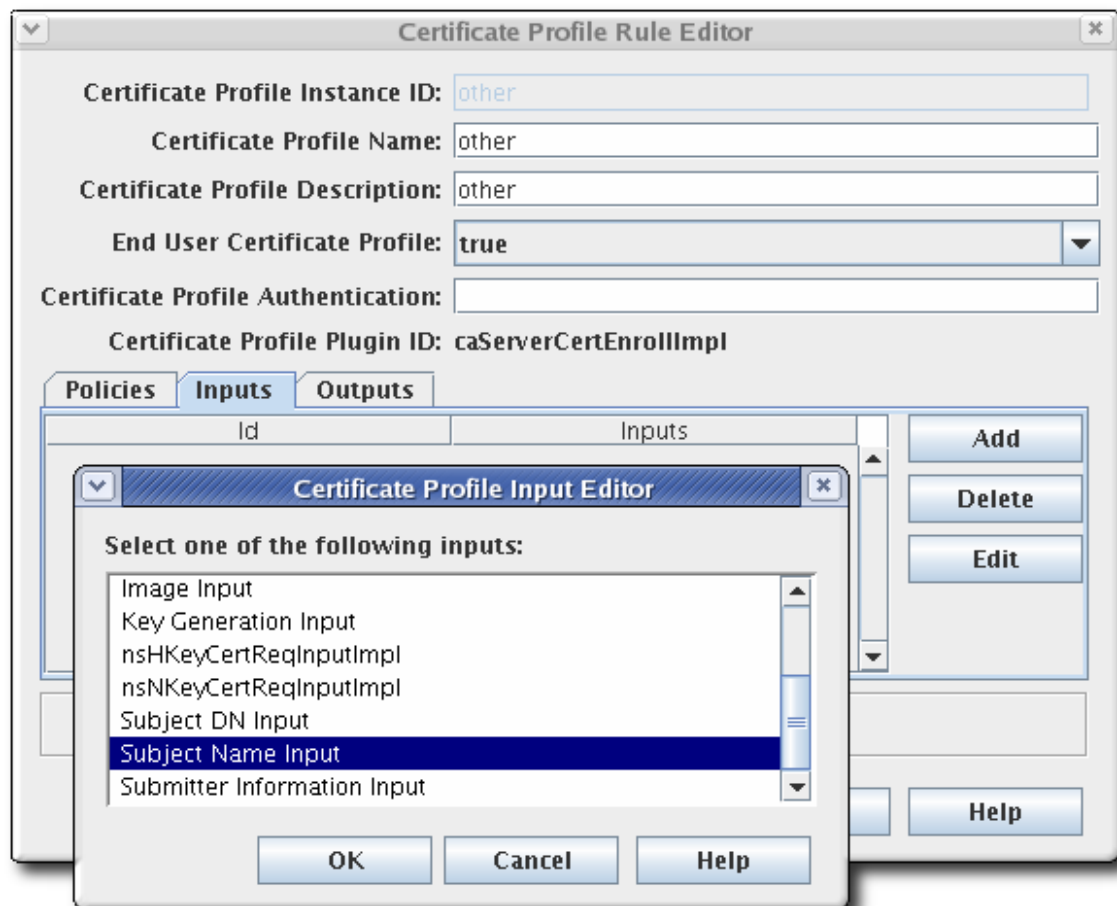 Certificate Profile Rule Editor
Certificate Profile Instance ID: other
Certificate Profile Name: other
Certificate Profile Description: other
End User Certificate Profile: true
Certificate Profile Authentication:
Certificate Profile Plugin ID: caServerCertEnrollImpl
Policies Inputs Outputs
Id Inputs
Add
Delete
Edit
Certificate Profile Input Editor
Select one of the following inputs:
Image Input
Key Generation Input
nsHKeyCertReqInputImpl
nsNKeyCertReqInputImpl
Subject DN Input
Subject Name Input
Submitter Information Input
OK Cancel Help
Help